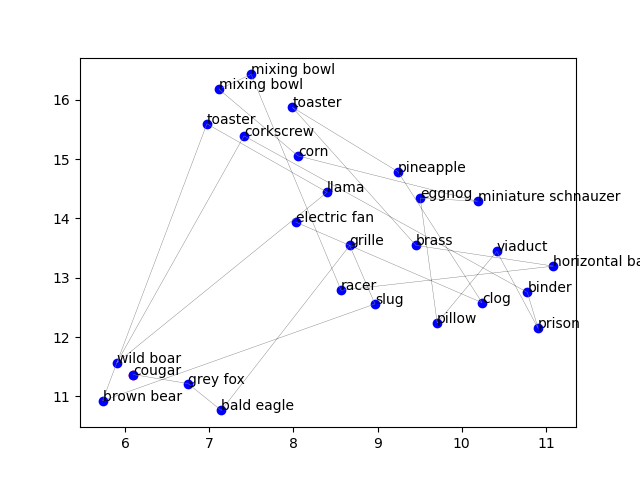 mixing bowl
mixing bowl
toaster
toaster
corkscrew
corn
pineapple
llama
eggnog
miniature schnauzer
electric fan
grille
brass
viaduct
horizontal ba
racer
slug
clog
binder
pillow
prison
wild boar
cougar
grey fox
brown bear
bald eagle
16
15
14
13
12
11
6 7 8 9 10 11